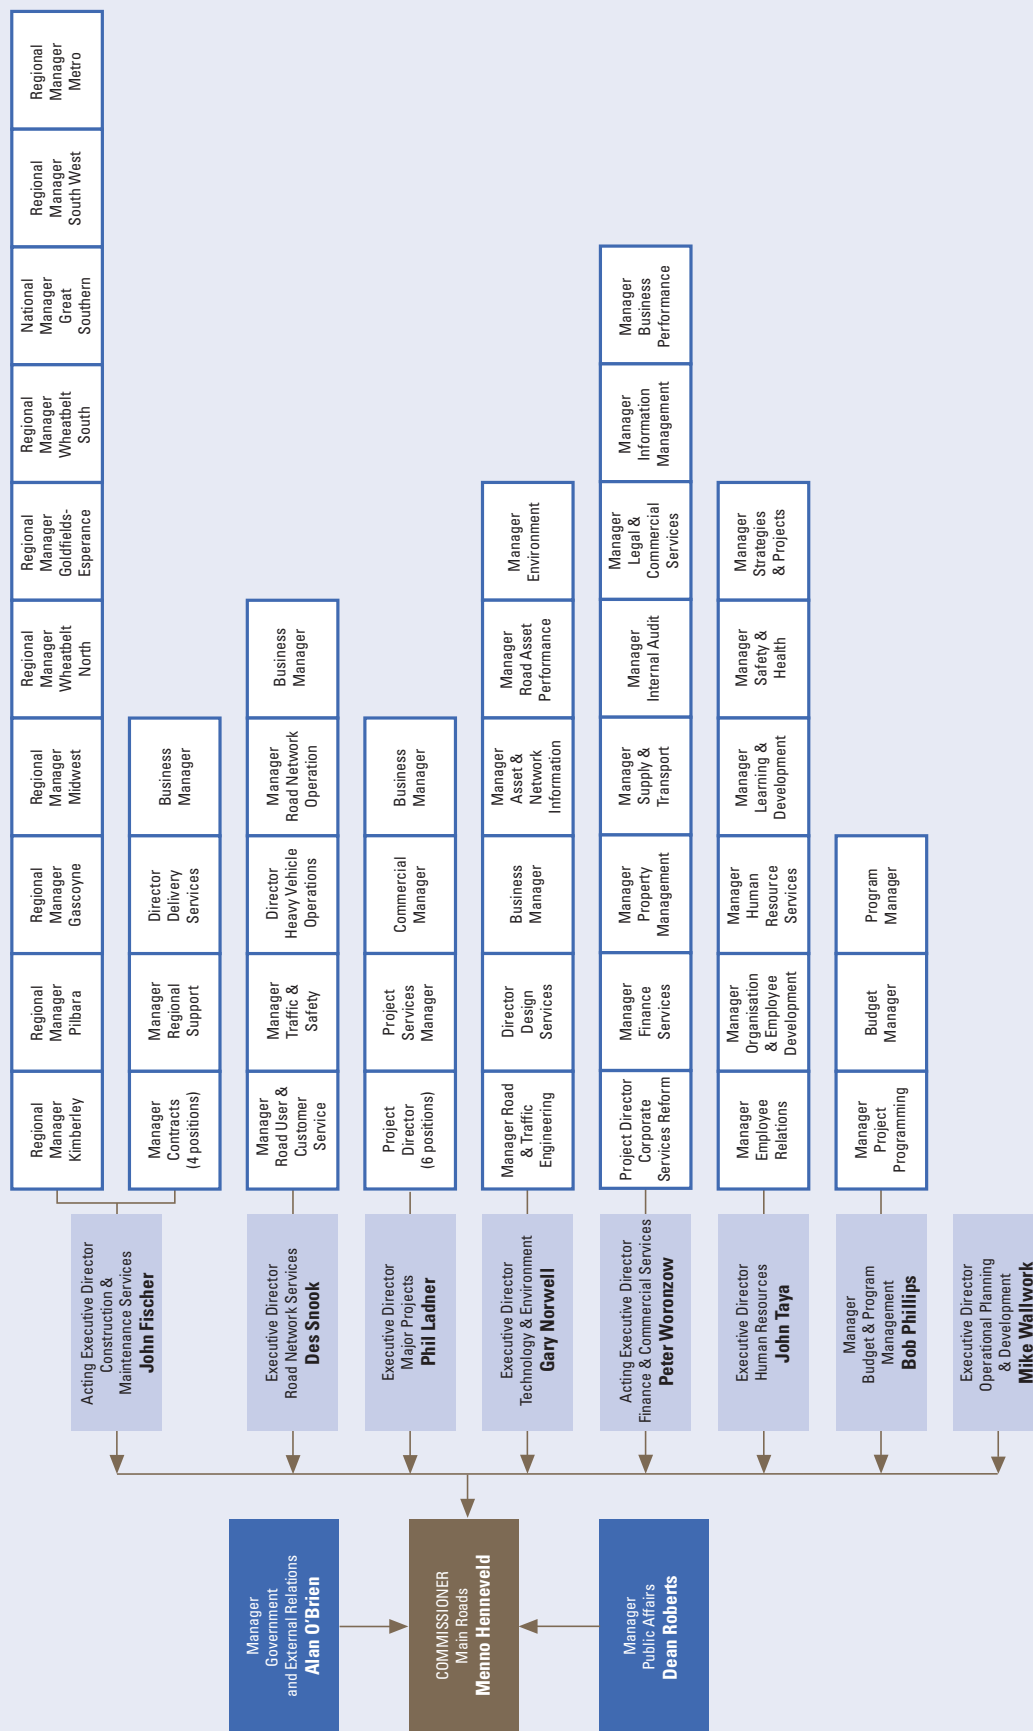 Manager
Government
and External Relations
Alan O'Brien
COMMISSIONER
Main Roads
Menno Henneveld
Manager
Public Affairs
Dean Roberts
Acting Executive Director
Construction &
Maintenance Services
John Fischer
Regional
Manager
Kimberley
Regional
Manager
Pilbara
Regional
Manager
Gascoyne
Regional
Manager
Midwest
Regional
Manager
Wheatbelt
North
Regional
Manager
Goldfields-
Esperance
Regional
Manager
Wheatbelt
South
National
Manager
Great
Southern
Regional
Manager
South West
Regional
Manager
Metro
Manager
Contracts
(4 positions)
Manager
Regional
Support
Director
Delivery
Services
Business
Manager
Executive Director
Road Network Services
Des Snook
Manager
Road User &
Customer
Service
Manager
Traffic &
Safety
Director
Heavy Vehicle
Operations
Manager
Road Network
Operation
Business
Manager
Executive Director
Major Projects
Phil Ladner
Project
Director
(6 positions)
Project
Services
Manager
Commercial
Manager
Business
Manager
Executive Director
Technology & Environment
Gary Norwell
Manager Road
& Traffic
Engineering
Director
Design
Services
Business
Manager
Manager
Asset &
Network
Information
Manager
Road Asset
Performance
Manager
Environment
Acting Executive Director
Finance & Commercial Services
Peter Woronzow
Project Director
Corporate
Services Reform
Manager
Finance
Services
Manager
Property
Management
Manager
Supply &
Transport
Manager
Internal Audit
Manager
Legal &
Commercial
Services
Manager
Information
Management
Manager
Business
Performance
Executive Director
Human Resources
John Taya
Manager
Employee
Relations
Manager
Organisation
& Employee
Development
Manager
Human
Resource
Services
Manager
Learning &
Development
Manager
Safety &
Health
Manager
Strategies
& Projects
Manager
Budget & Program
Management
Bob Phillips
Manager
Project
Programming
Budget
Manager
Program
Manager
Executive Director
Operational Planning
& Development
Mike Wallwork